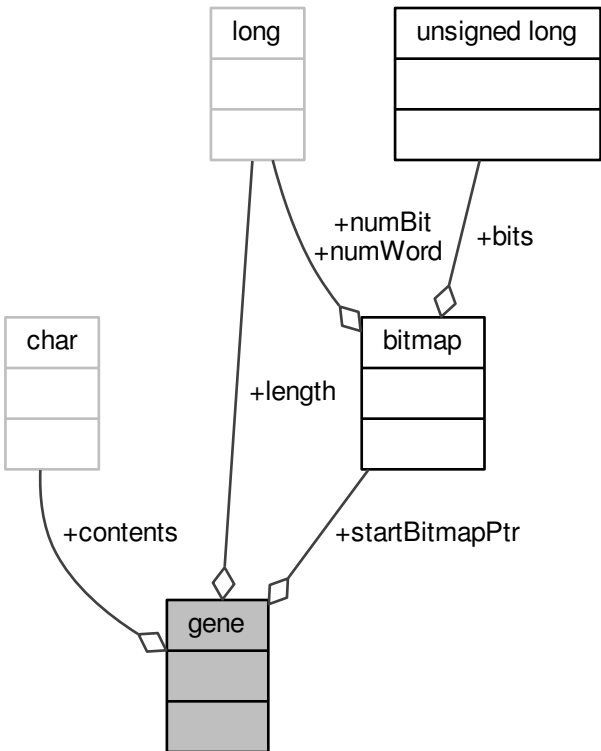 long
unsigned long
+numBit
+numWord
+bits
char
bitmap
+length
+contents
+startBitmapPtr
gene